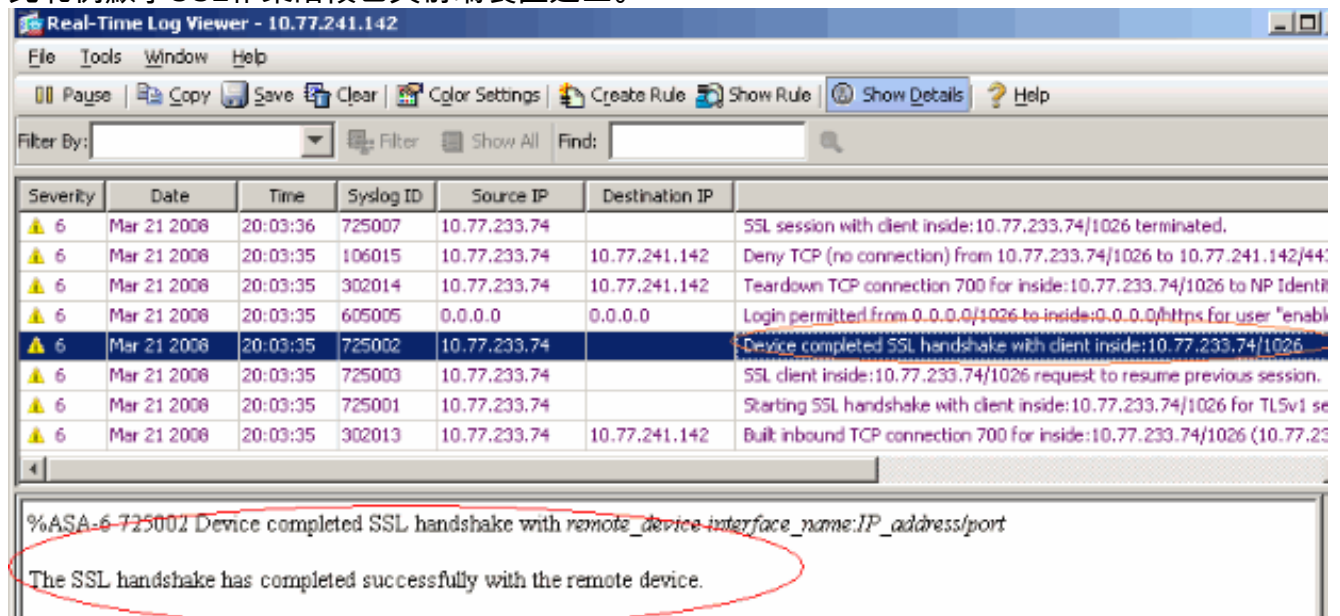 Real-Time Log Viewer - 10.77.241.142
File Tools Window Help
Pause Copy Save Clear Color Settings Create Rule Show Rule Show Details Help
Filter By: Filter Show All Find:
Severity Date Time Syslog ID Source IP Destination IP
6 Mar 21 2008 20:03:36 725007 10.77.233.74 SSL session with client inside:10.77.233.74/1026 terminated.
6 Mar 21 2008 20:03:35 106015 10.77.233.74 10.77.241.142 Deny TCP (no connection) from 10.77.233.74/1026 to 10.77.241.142/443
6 Mar 21 2008 20:03:35 302014 10.77.233.74 10.77.241.142 Teardown TCP connection 700 for inside:10.77.233.74/1026 to NP Identit
6 Mar 21 2008 20:03:35 605005 0.0.0.0 0.0.0.0 Login permitted from 0.0.0.0/1026 to inside:0.0.0.0/https for user "enabl
6 Mar 21 2008 20:03:35 725002 10.77.233.74 Device completed SSL handshake with client inside:10.77.233.74/1026
6 Mar 21 2008 20:03:35 725003 10.77.233.74 SSL client inside:10.77.233.74/1026 request to resume previous session.
6 Mar 21 2008 20:03:35 725001 10.77.233.74 Starting SSL handshake with client inside:10.77.233.74/1026 for TLSv1 se
6 Mar 21 2008 20:03:35 302013 10.77.233.74 10.77.241.142 Built inbound TCP connection 700 for inside:10.77.233.74/1026 (10.77.23
%ASA-6-725002 Device completed SSL handshake with remote_device interface_name:IP_address/port
The SSL handshake has completed successfully with the remote device.